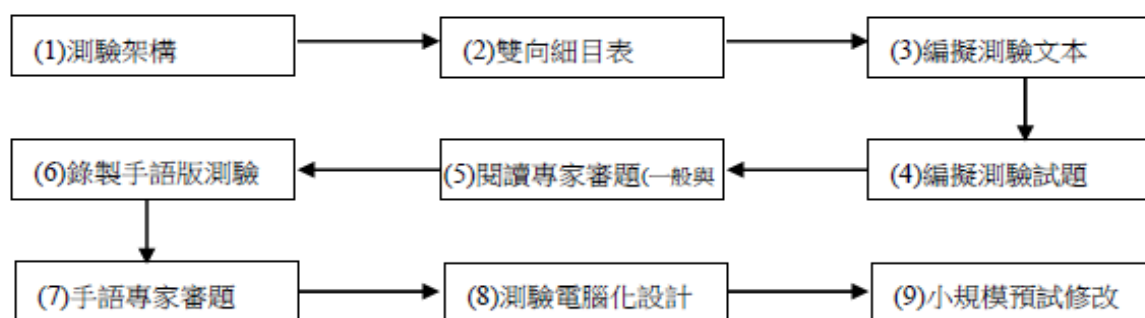 (1)測驗架構
(2)雙向細目表
(3)編擬測驗文本
(4)編擬測驗試題
(5)閱讀專家審題(一般與
(6)錄製手語版測驗
(7)手語專家審題
(8)測驗電腦化設計
(9)小規模預試修改